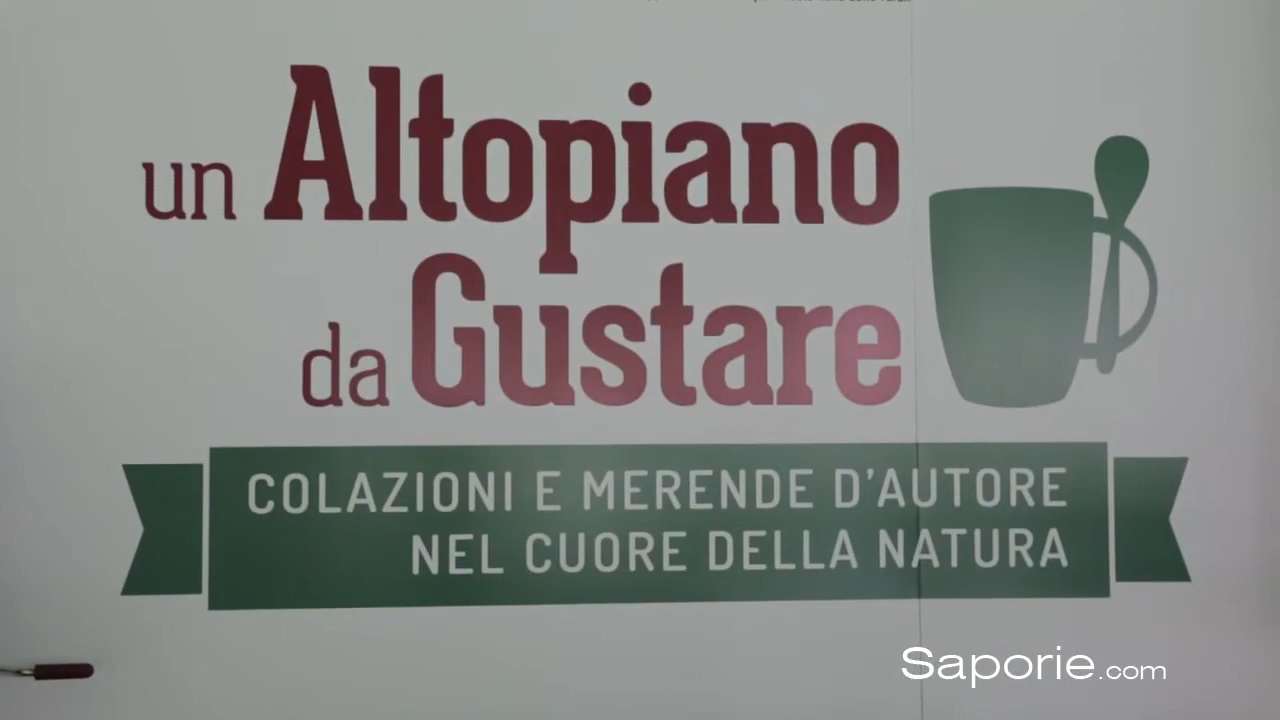 un Altopiano
da Gustare
COLAZIONI E MERENDE D'AUTORE
NEL CUORE DELLA NATURA
Saporie.com